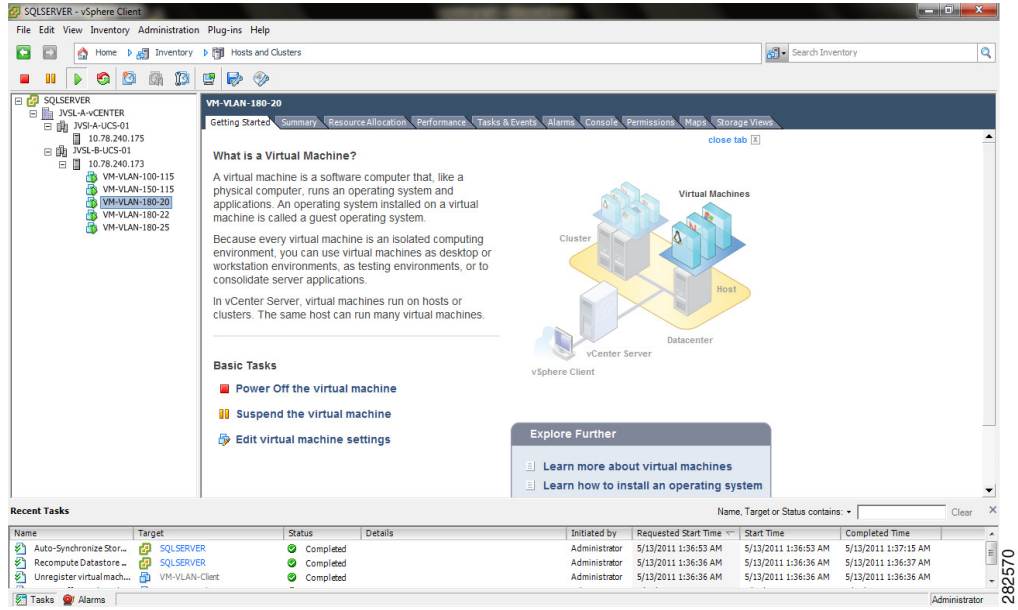 SQLSERVER - vSphere Client
File Edit View Inventory Administration Plug-ins Help
Home Inventory Hosts and Clusters
Search Inventory
SQLSERVER
JVSL-A-vCENTER
JVSI-A-UCS-01
10.78.240.175
JVSL-B-UCS-01
10.78.240.173
VM-VLAN-100-115
VM-VLAN-150-115
VM-VLAN-180-20
VM-VLAN-180-22
VM-VLAN-180-25
VM-VLAN-180-20
Getting Started Summary Resource Allocation Performance Tasks & Events Alarms Console Permissions Maps Storage Views
close tab X
What is a Virtual Machine?
A virtual machine is a software computer that, like a
physical computer, runs an operating system and
applications. An operating system installed on a virtual
machine is called a guest operating system.
Because every virtual machine is an isolated computing
environment, you can use virtual machines as desktop or
workstation environments, as testing environments, or to
consolidate server applications.
In vCenter Server, virtual machines run on hosts or
clusters. The same host can run many virtual machines.
Virtual Machines
Cluster
Host
Datacenter
vCenter Server
vSphere Client
Basic Tasks
Power Off the virtual machine
Suspend the virtual machine
Edit virtual machine settings
Explore Further
Learn more about virtual machines
Learn how to install an operating system
Recent Tasks
Name, Target or Status contains:
Clear
Name Target Status Details Initiated by Requested Start Time Start Time Completed Time
Auto-Synchronize Stor... SQLSERVER Completed Administrator 5/13/2011 1:36:53 AM 5/13/2011 1:36:53 AM 5/13/2011 1:37:15 AM
Recompute Datastore ... SQLSERVER Completed Administrator 5/13/2011 1:36:36 AM 5/13/2011 1:36:36 AM 5/13/2011 1:36:37 AM
Unregister virtual mach... VM-VLAN-Client Completed Administrator 5/13/2011 1:36:36 AM 5/13/2011 1:36:36 AM 5/13/2011 1:36:36 AM
Tasks Alarms
Administrator
282570